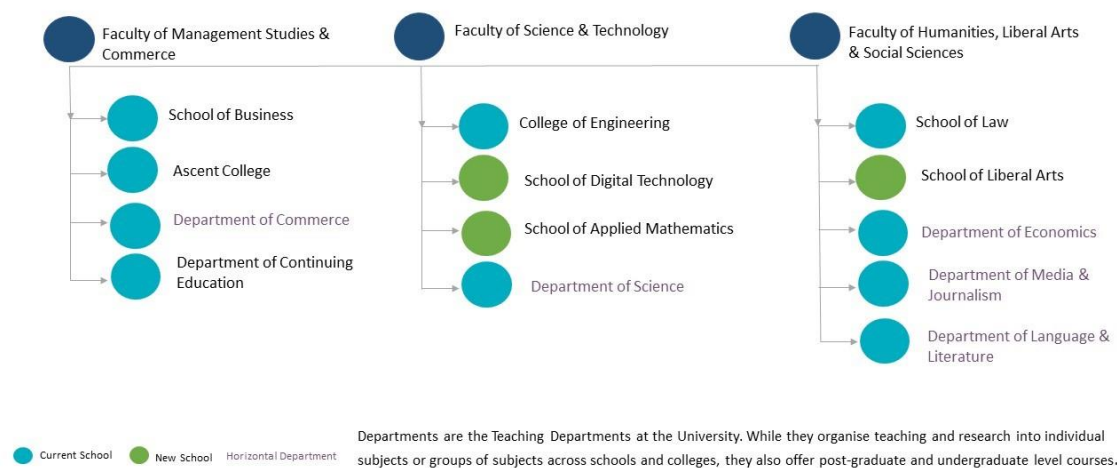 Faculty of Management Studies &
Commerce
School of Business
Ascent College
Department of Commerce
Department of Continuing
Education
Faculty of Science & Technology
College of Engineering
School of Digital Technology
School of Applied Mathematics
Department of Science
Faculty of Humanities, Liberal Arts
& Social Sciences
School of Law
School of Liberal Arts
Department of Economics
Department of Media &
Journalism
Department of Language &
Literature
Current School
New School
Horizontal Department
Departments are the Teaching Departments at the University. While they organise teaching and research into individual
subjects or groups of subjects across schools and colleges, they also offer post-graduate and undergraduate level courses.